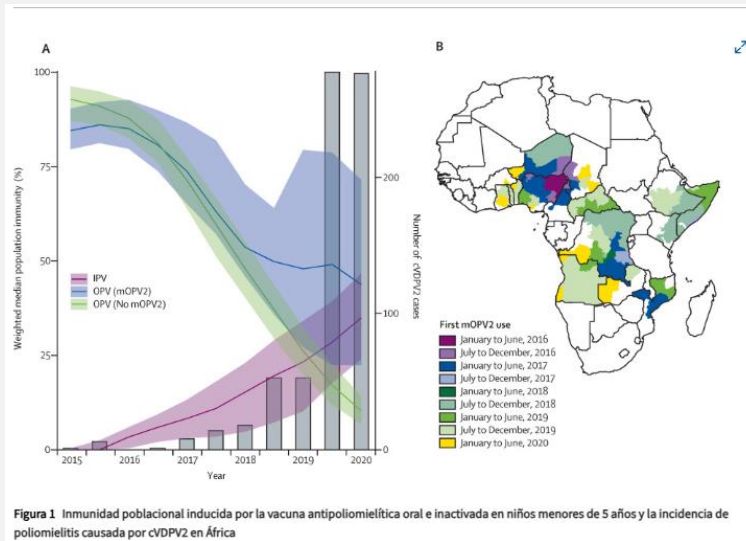 A
B
100
75
50
25
0
Weighted median population immunity (%)
200
100
0
Number of cVDPV2 cases
IPV
OPV (mOPV2)
OPV (No mOPV2)
2015
2016
2017
2018
2019
2020
Year
First mOPV2 use
January to June, 2016
July to December, 2016
January to June, 2017
July to December, 2017
January to June, 2018
July to December, 2018
January to June, 2019
July to December, 2019
January to June, 2020
Figura 1 Inmunidad poblacional inducida por la vacuna antipoliomielítica oral e inactivada en niños menores de 5 años y la incidencia de
poliomielitis causada por cVDPV2 en África